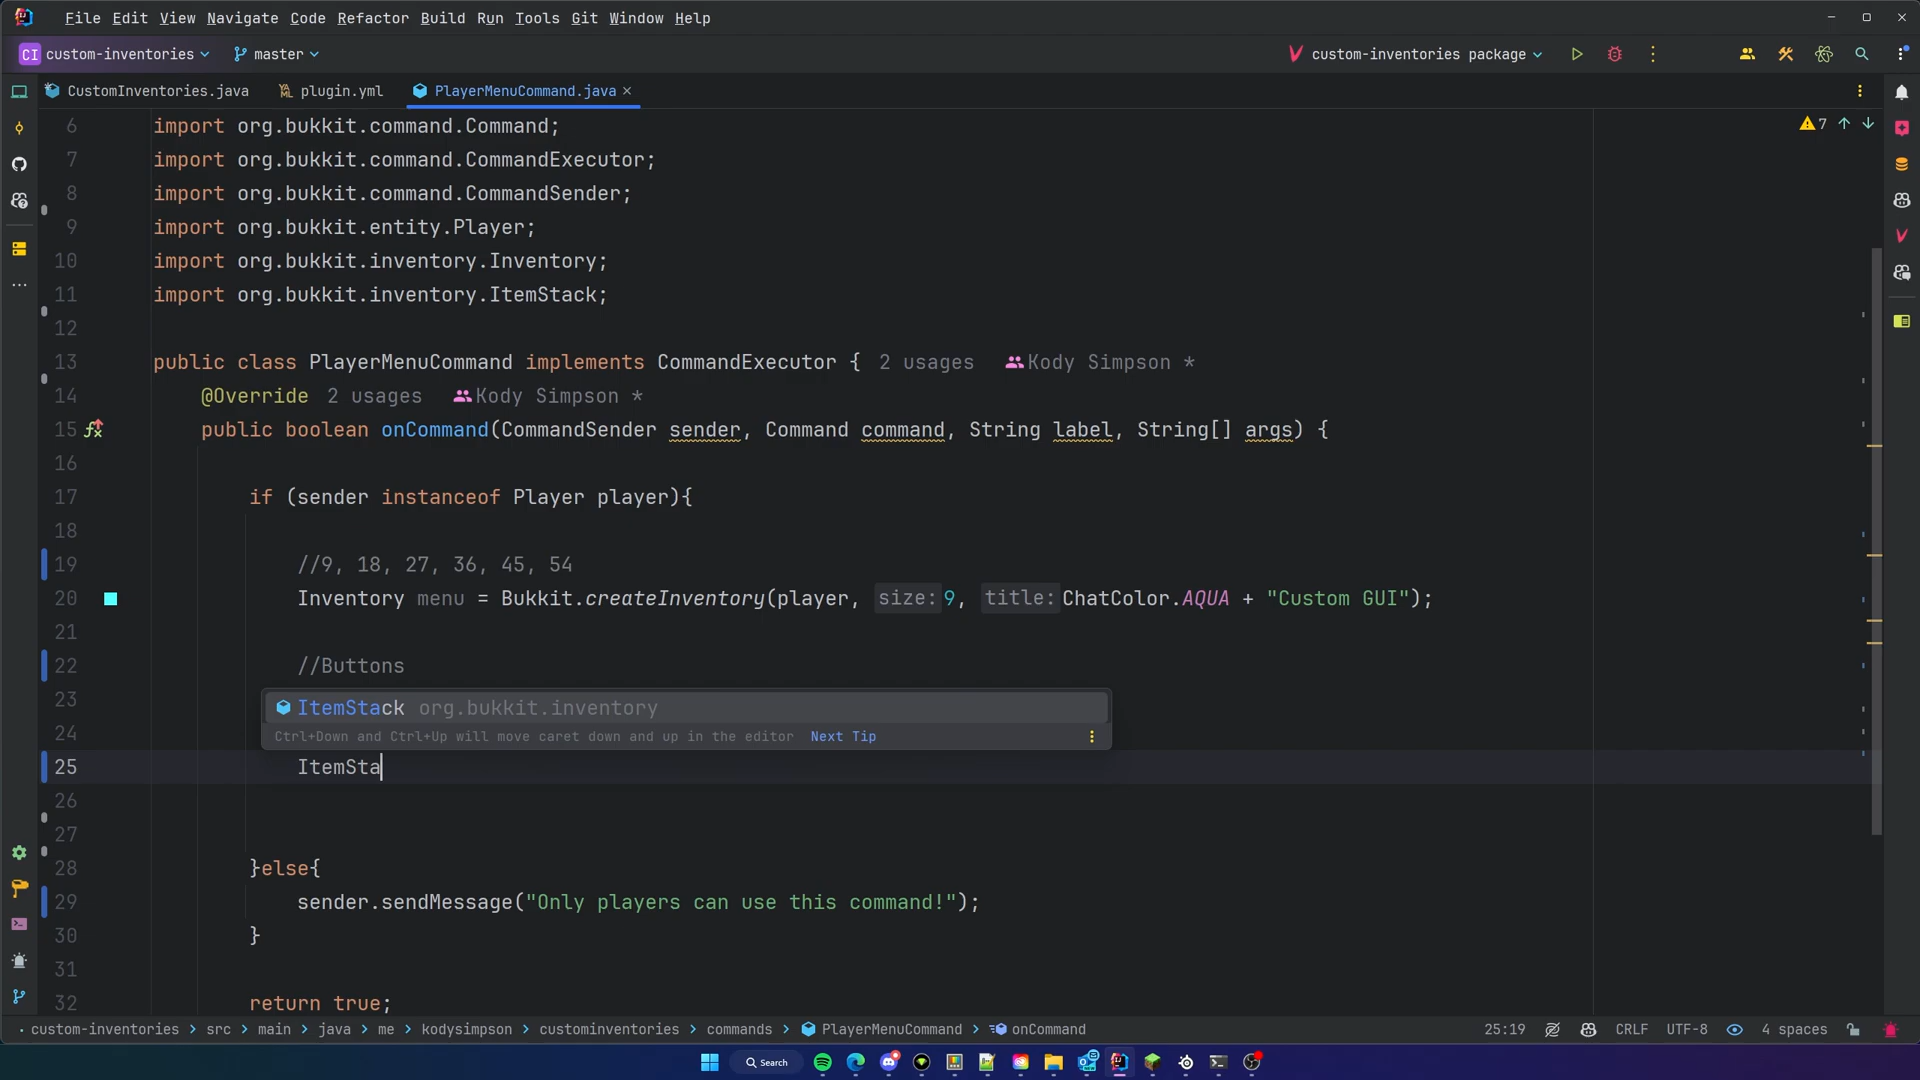 File Edit View Navigate Code Refactor Build Run Tools Git Window Help
CI custom-inventories master custom-inventories package
CustomInventories.java plugin.yml PlayerMenuCommand.java
6 import org.bukkit.command.Command;
7 import org.bukkit.command.CommandExecutor;
8 import org.bukkit.command.CommandSender;
9 import org.bukkit.entity.Player;
10 import org.bukkit.inventory.Inventory;
11 import org.bukkit.inventory.ItemStack;
12
13 public class PlayerMenuCommand implements CommandExecutor { 2 usages Kody Simpson *
14 @Override 2 usages Kody Simpson *
15 public boolean onCommand(CommandSender sender, Command command, String label, String[] args) {
16
17 if (sender instanceof Player player){
18
19 //9, 18, 27, 36, 45, 54
20 Inventory menu = Bukkit.createInventory(player, size: 9, title: ChatColor.AQUA + "Custom GUI");
21
22 //Buttons
23 ItemStack org.bukkit.inventory
24 Ctrl+Down and Ctrl+Up will move caret down and up in the editor Next Tip
25 ItemSta
26
27
28 }else{
29 sender.sendMessage("Only players can use this command!");
30 }
31
32 return true;
7
custom-inventories > src > main > java > me > kodysimpson > custominventories > commands > PlayerMenuCommand > onCommand 25:19 CRLF UTF-8 4 spaces
Search